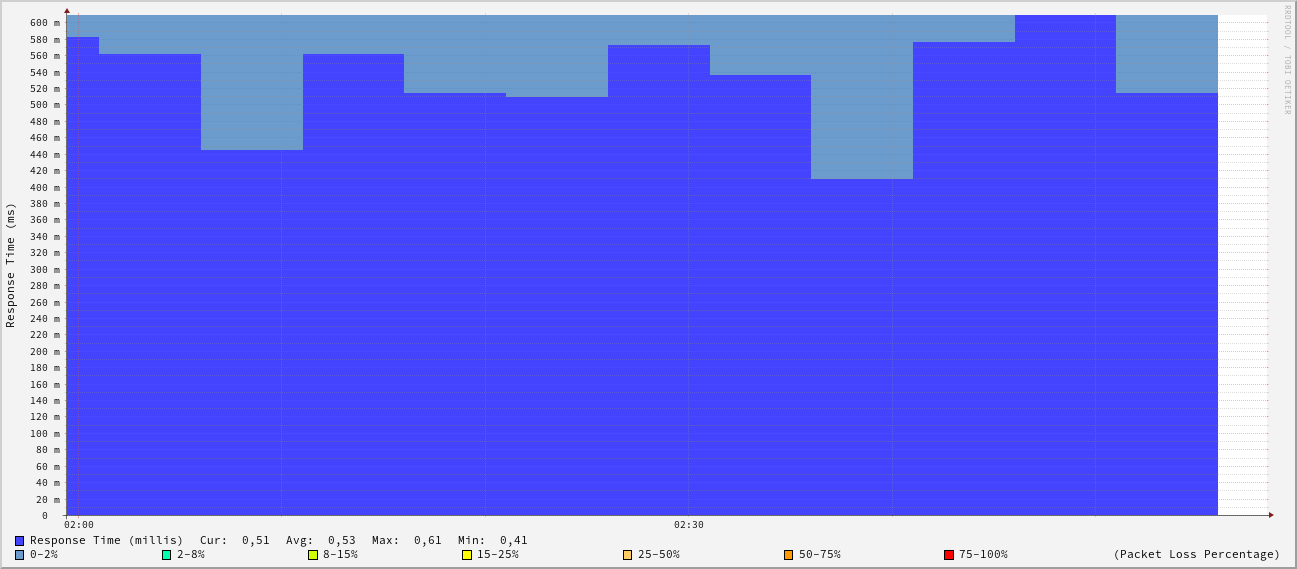 RRDTOOL / TOBI OETIKER
Response Time (ms)
600 m
580 m
560 m
540 m
520 m
500 m
480 m
460 m
440 m
420 m
400 m
380 m
360 m
340 m
320 m
300 m
280 m
260 m
240 m
220 m
200 m
180 m
160 m
140 m
120 m
100 m
80 m
60 m
40 m
20 m
0
02:00 02:30
Response Time (millis) Cur: 0,51 Avg: 0,53 Max: 0,61 Min: 0,41
0-2% 2-8% 8-15% 15-25% 25-50% 50-75% 75-100% (Packet Loss Percentage)